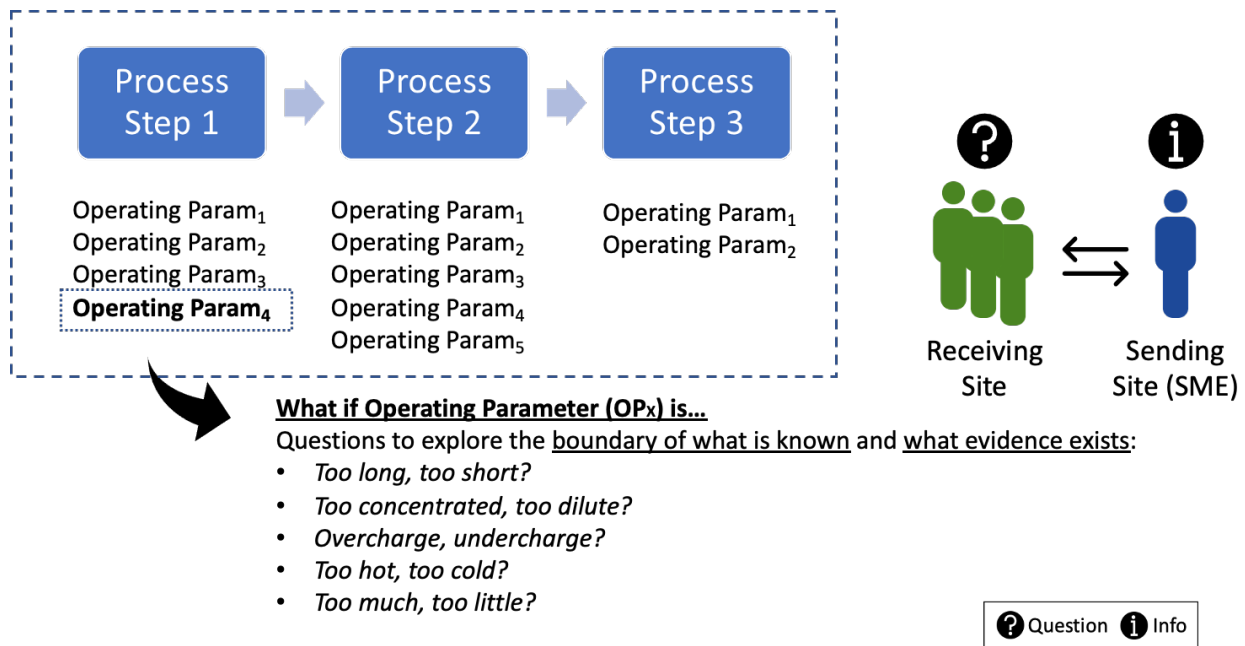 Process
Step 1
Process
Step 2
Process
Step 3
Operating Param₁
Operating Param₂
Operating Param₃
Operating Param₄
Operating Param₁
Operating Param₂
Operating Param₃
Operating Param₄
Operating Param₅
Operating Param₁
Operating Param₂
?
i
Receiving
Site
Sending
Site (SME)
What if Operating Parameter (OPₓ) is…
Questions to explore the boundary of what is known and what evidence exists:
• Too long, too short?
• Too concentrated, too dilute?
• Overcharge, undercharge?
• Too hot, too cold?
• Too much, too little?
? Question i Info